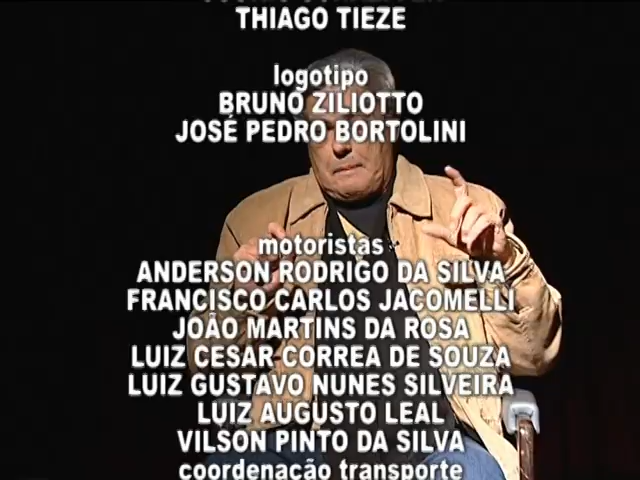 THIAGO TIEZE
logotipo
BRUNO ZILIOTTO
JOSÉ PEDRO BORTOLINI
motoristas
ANDERSON RODRIGO DA SILVA
FRANCISCO CARLOS JACOMELLI
JOÃO MARTINS DA ROSA
LUIZ CESAR CORREA DE SOUZA
LUIZ GUSTAVO NUNES SILVEIRA
LUIZ AUGUSTO LEAL
VILSON PINTO DA SILVA
coordenação transporte